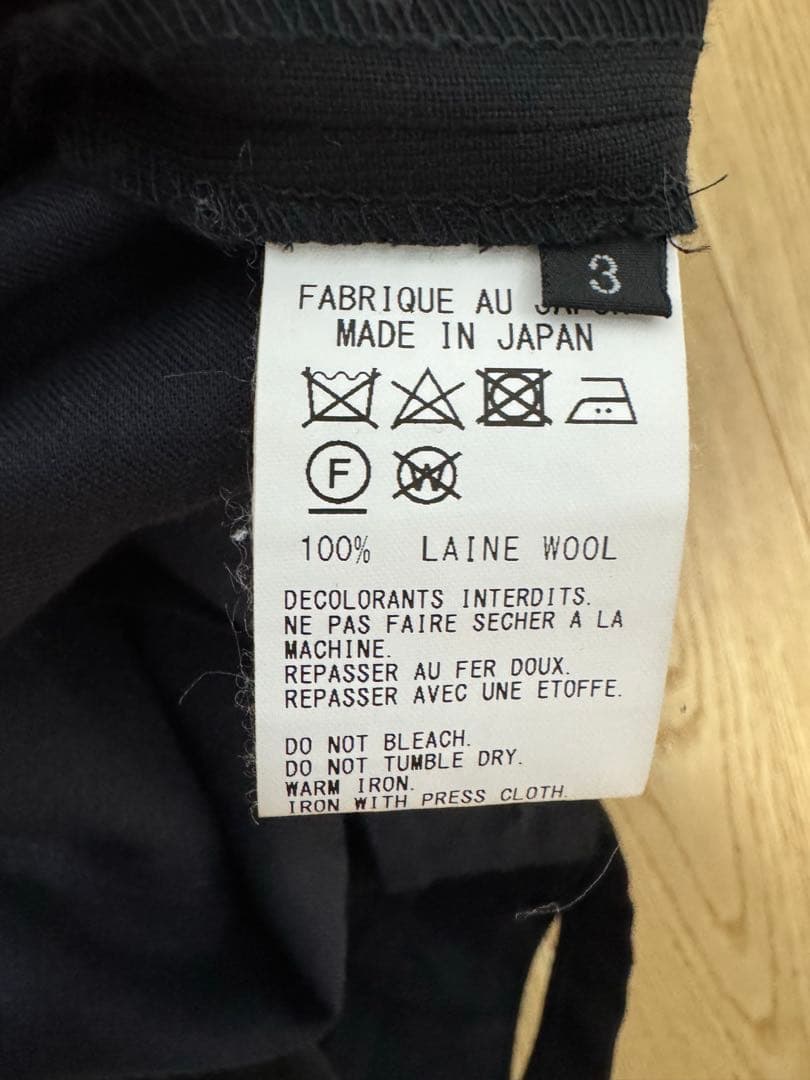 3
FABRIQUE AU
MADE IN JAPAN
F
W
100% LAINE WOOL
DECOLORANTS INTERDITS.
NE PAS FAIRE SECHER A LA
MACHINE.
REPASSER AU FER DOUX.
REPASSER AVEC UNE ETOFFE.
DO NOT BLEACH.
DO NOT TUMBLE DRY.
WARM IRON.
IRON WITH PRESS CLOTH.